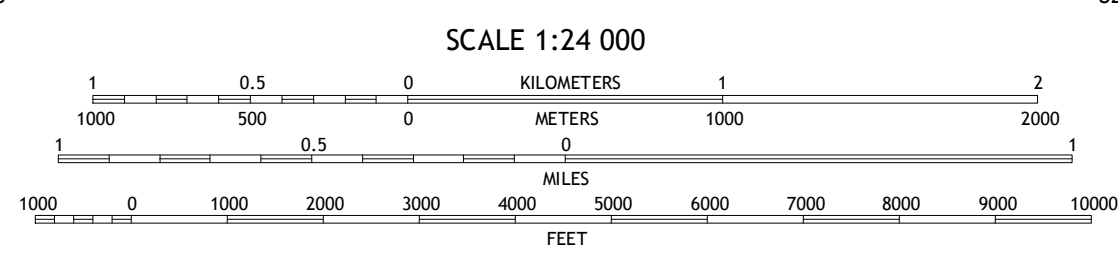 SCALE 1:24 000
1 0.5 0 KILOMETERS 1 2
1000 500 0 METERS 1000 2000
1 0.5 0 1
MILES
1000 0 1000 2000 3000 4000 5000 6000 7000 8000 9000 10000
FEET